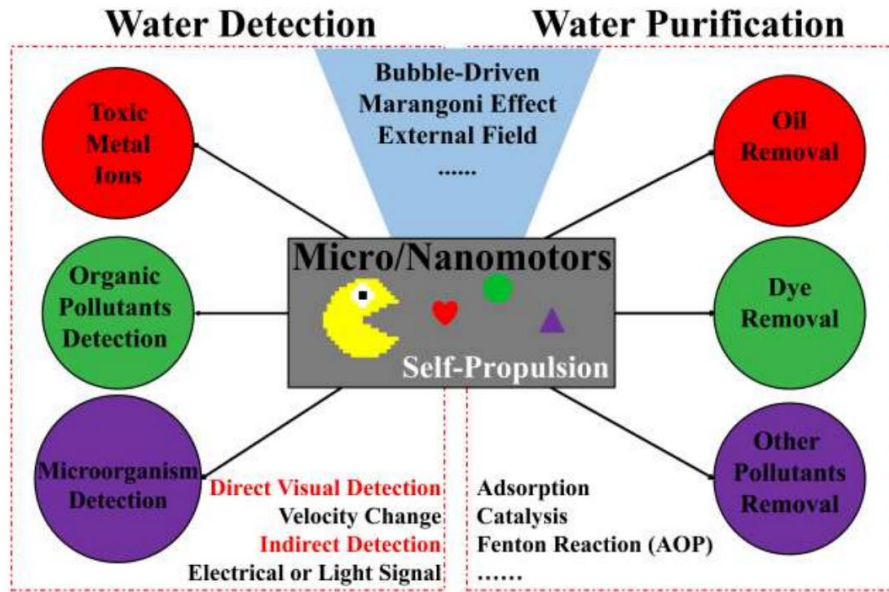 Water Detection
Water Purification
Bubble-Driven
Marangoni Effect
External Field
......
Toxic
Metal
Ions
Organic
Pollutants
Detection
Microorganism
Detection
Micro/Nanomotors
Self-Propulsion
Oil
Removal
Dye
Removal
Other
Pollutants
Removal
Direct Visual Detection
Velocity Change
Indirect Detection
Electrical or Light Signal
Adsorption
Catalysis
Fenton Reaction (AOP)
......